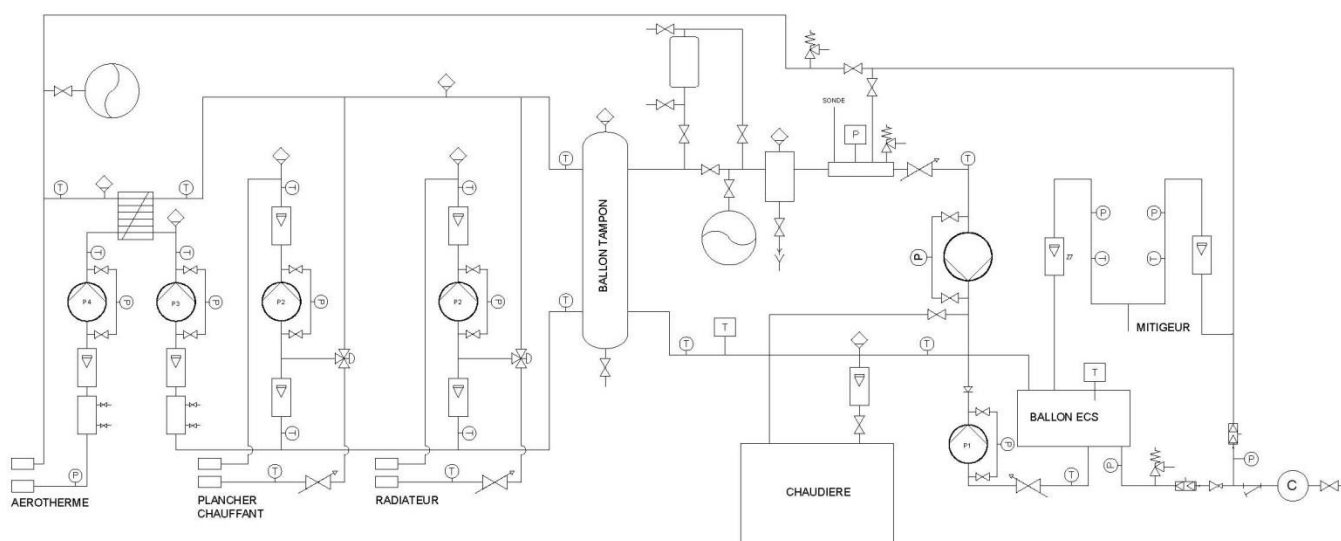 SONDE
P
T
T
T
T
T
P
T
T
T
P
P
BALLON TAMPON
T
T
T
T
P
T
T
P4
P
P3
P
P2
P
P2
P
T
MITIGEUR
T
T
T
T
BALLON ECS
P1
P
T
T
P
T
P
T
T
P
C
AEROTHERME
PLANCHER
CHAUFFANT
RADIATEUR
CHAUDIERE